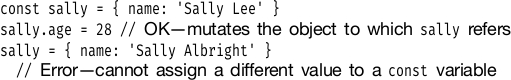 const sally = { name: 'Sally Lee' }
sally.age = 28 // OK—mutates the object to which sally refers
sally = { name: 'Sally Albright' }
// Error—cannot assign a different value to a const variable